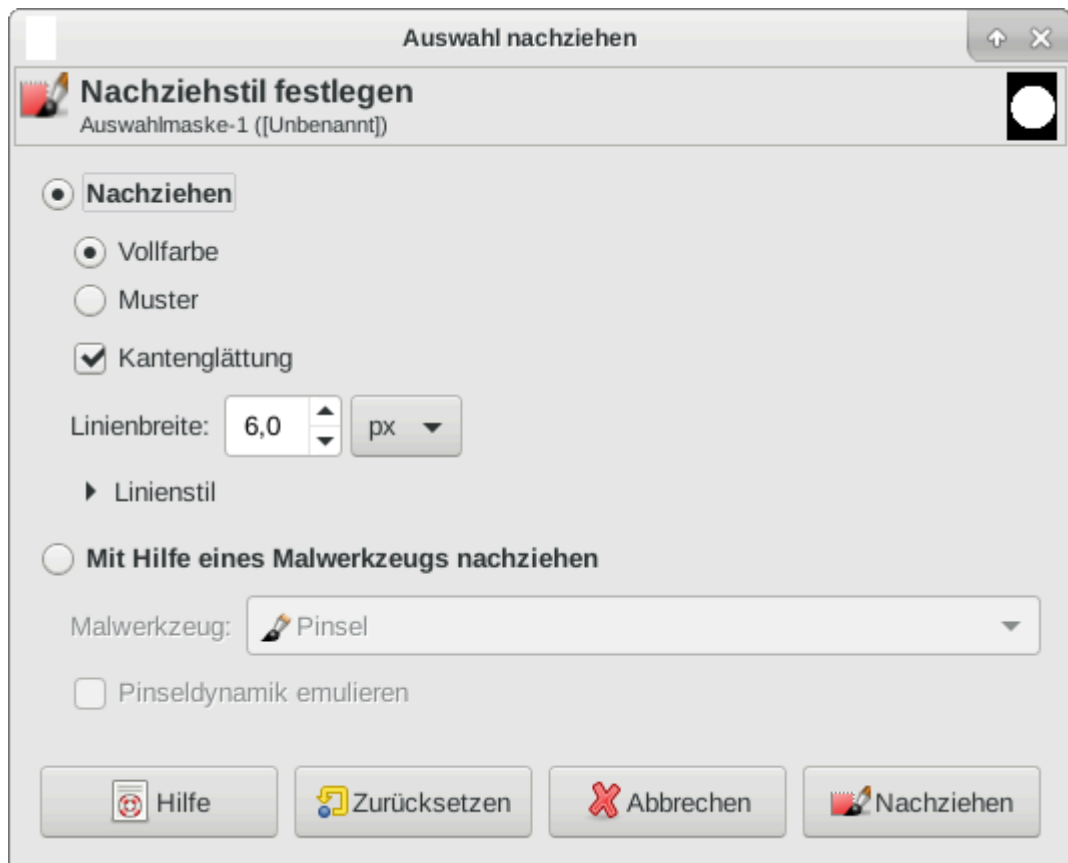 Auswahl nachziehen
Nachziehstil festlegen
Auswahlmaske-1 ([Unbenannt])
Nachziehen
Vollfarbe
Muster
Kantenglättung
Linienbreite: 6,0 px
Linienstil
Mit Hilfe eines Malwerkzeugs nachziehen
Malwerkzeug: Pinsel
Pinseldynamik emulieren
Hilfe Zurücksetzen Abbrechen Nachziehen